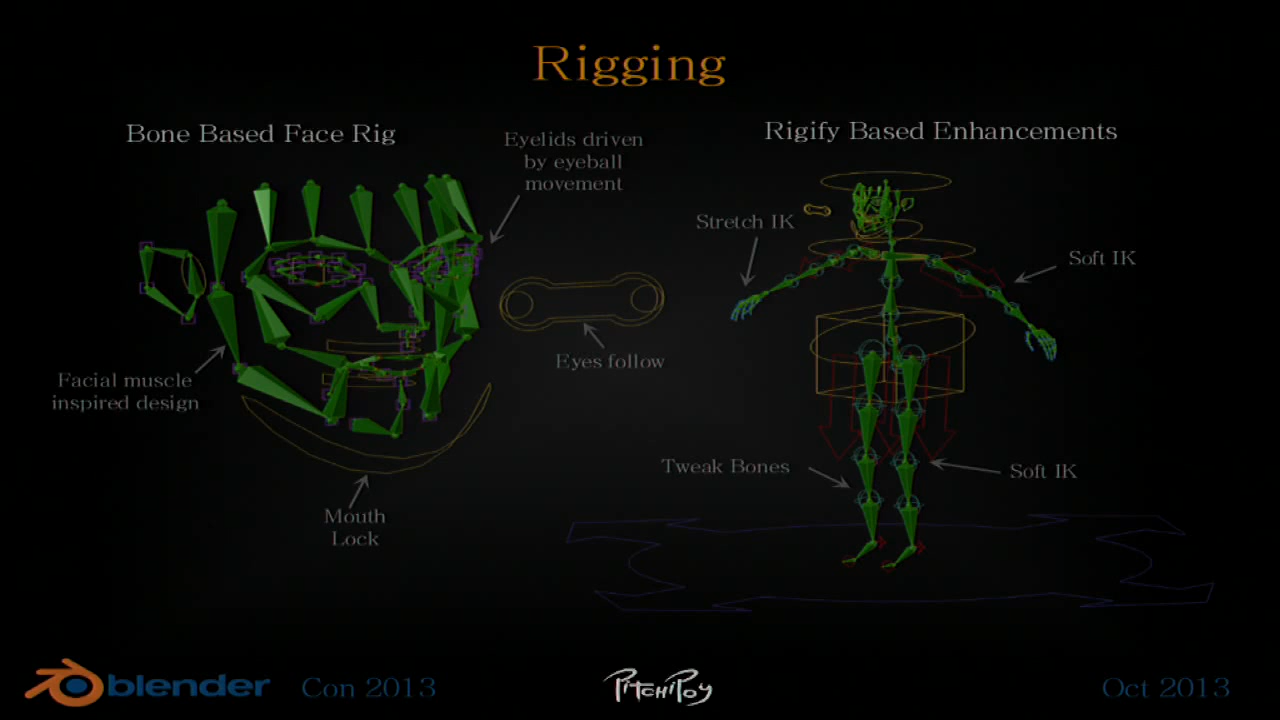 Rigging
Bone Based Face Rig
Eyelids driven
by eyeball
movement
Eyes follow
Facial muscle
inspired design
Mouth
Lock
Rigify Based Enhancements
Stretch IK
Soft IK
Tweak Bones
Soft IK
blender Con 2013
PitchiPoy
Oct 2013